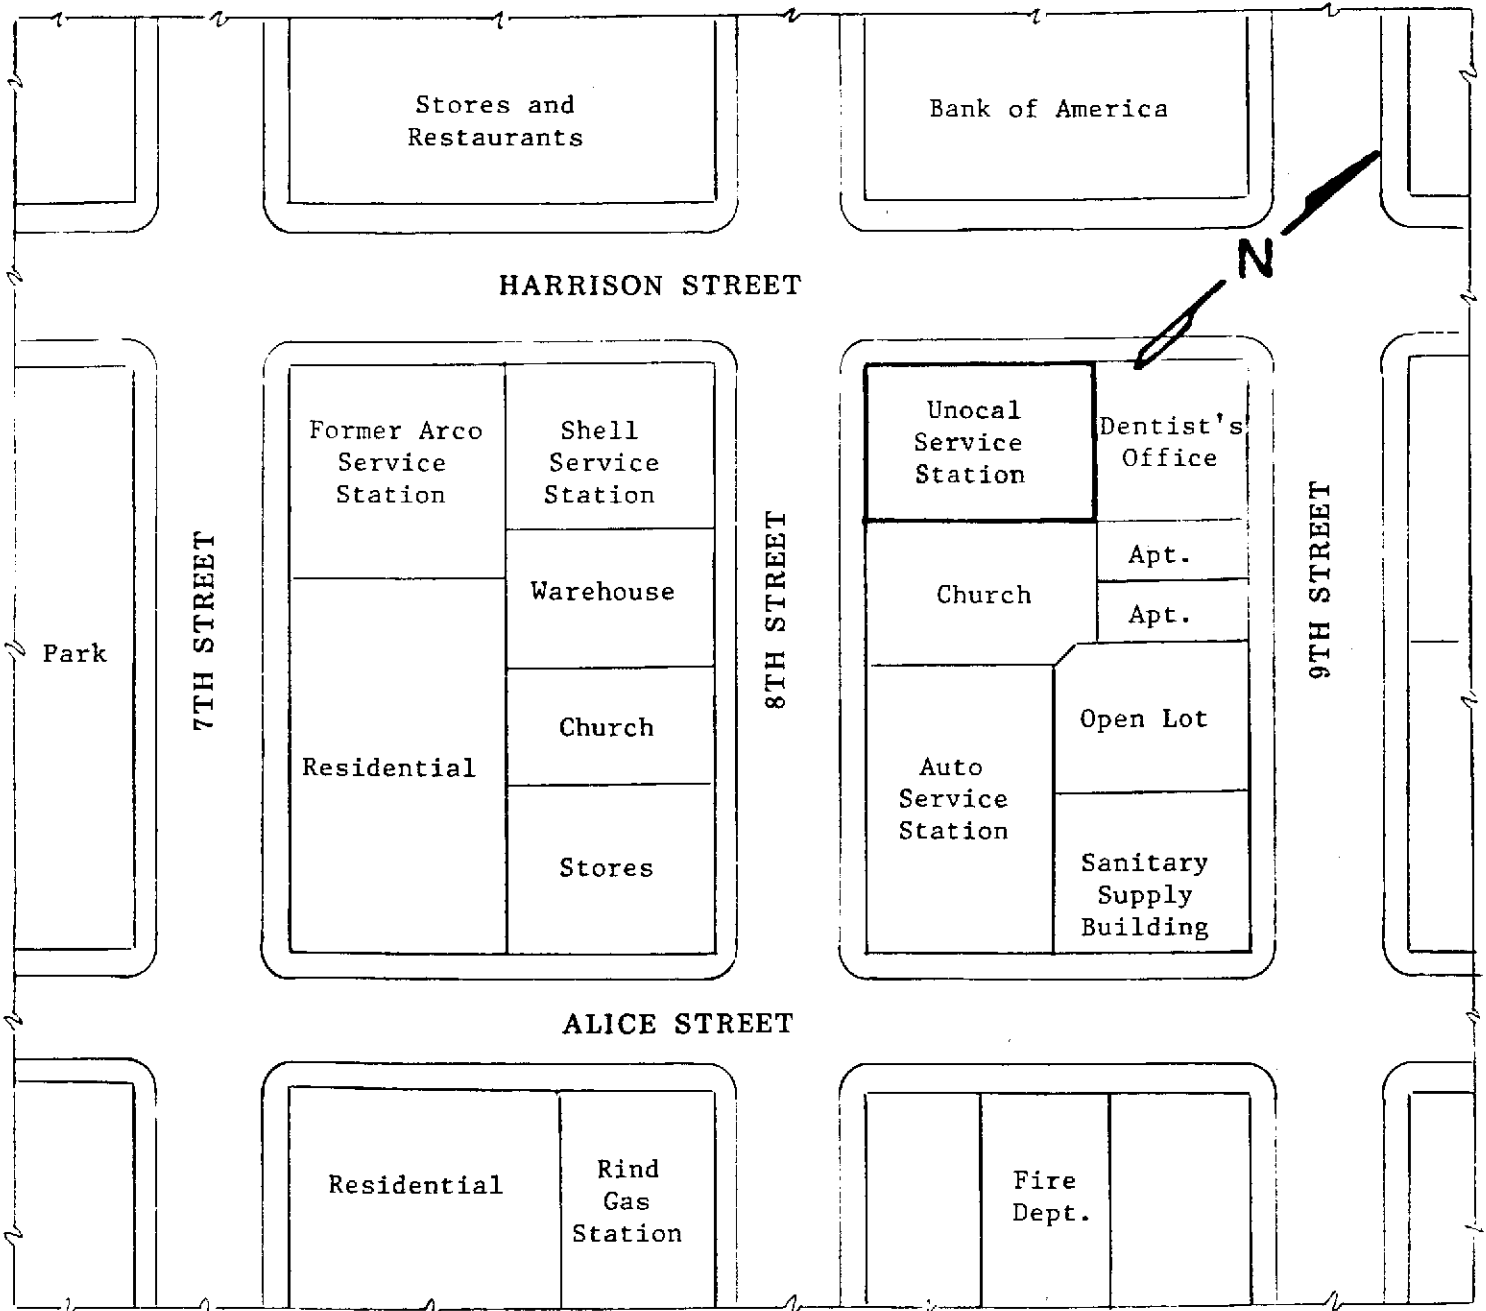 Stores and
Restaurants
Bank of America
N
HARRISON STREET
Former Arco
Service
Station
Shell
Service
Station
Unocal
Service
Station
Dentist's
Office
7TH STREET
8TH STREET
9TH STREET
Park
Warehouse
Church
Apt.
Apt.
Residential
Church
Stores
Auto
Service
Station
Open Lot
Sanitary
Supply
Building
ALICE STREET
Residential
Rind
Gas
Station
Fire
Dept.